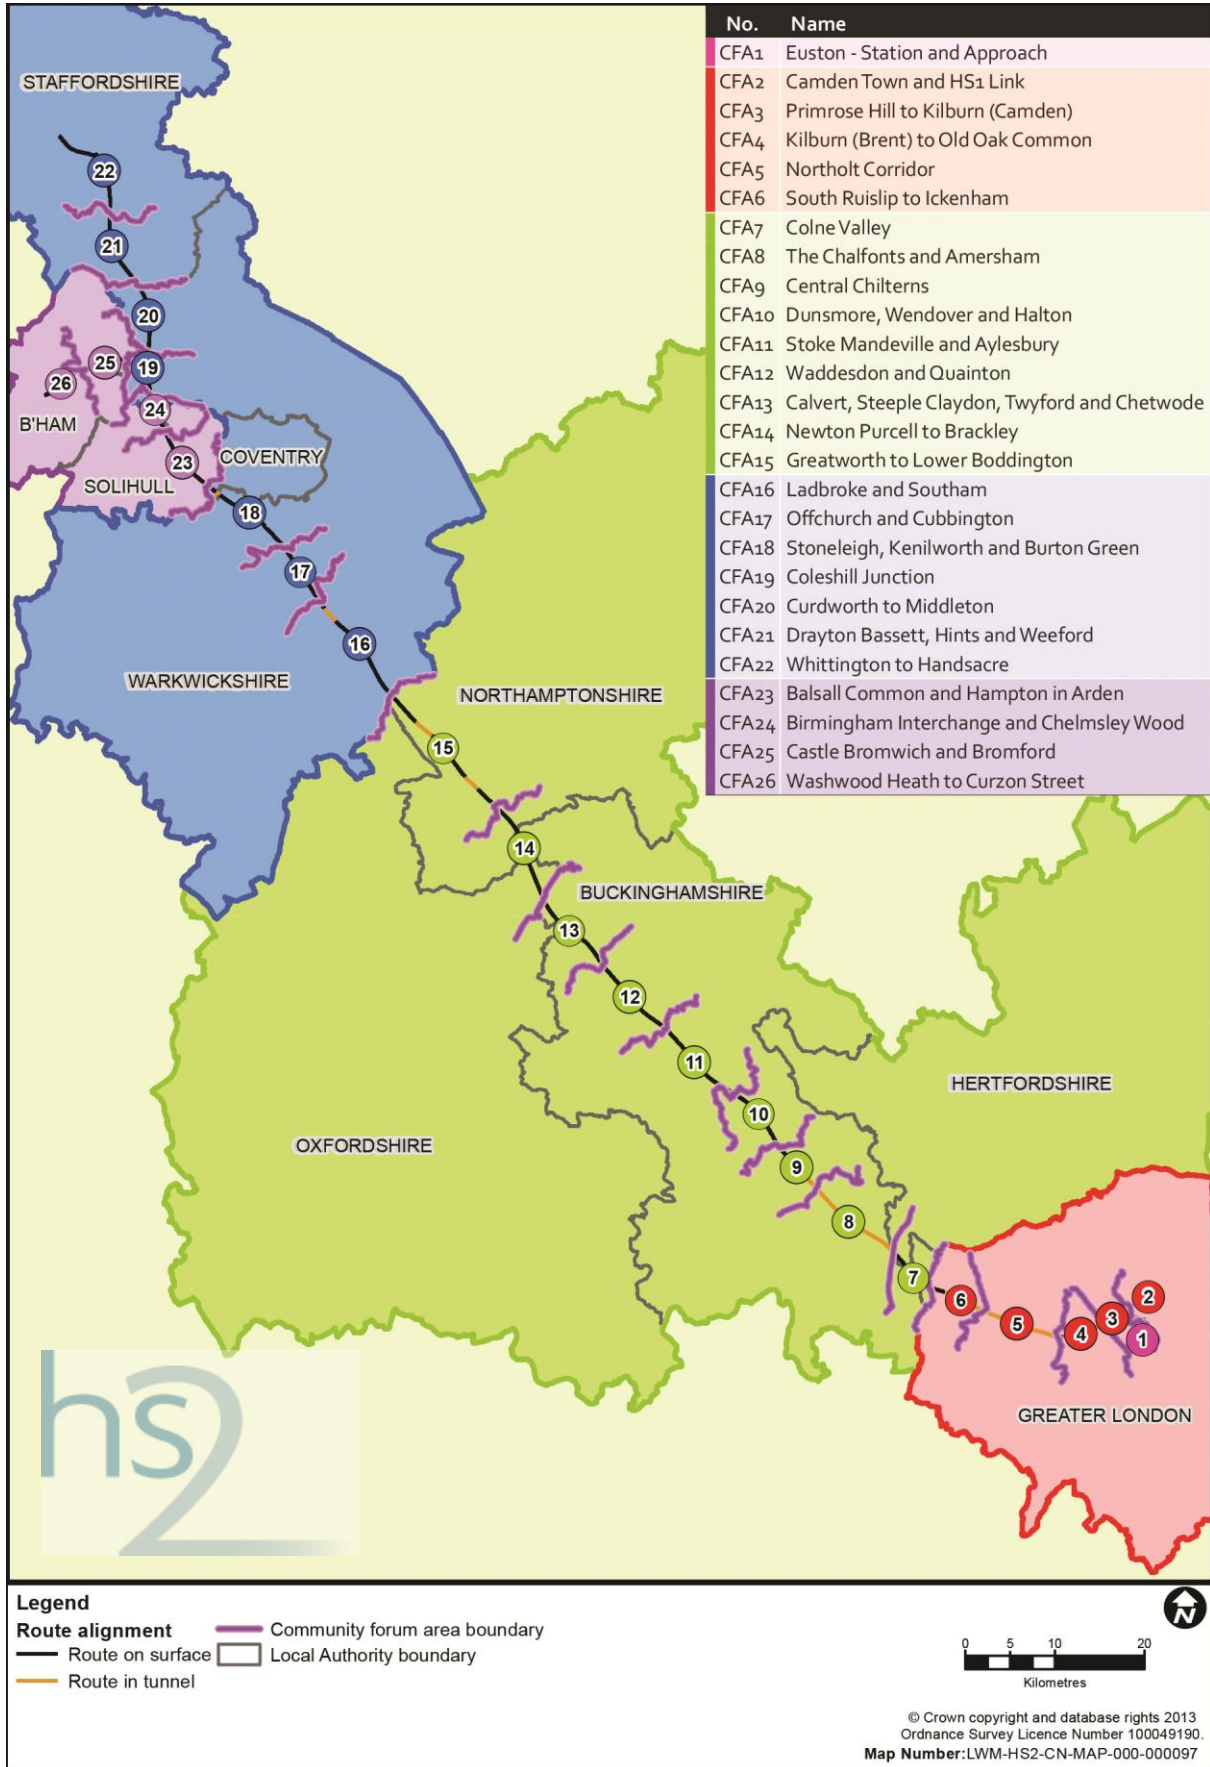 No. Name
CFA1 Euston - Station and Approach
CFA2 Camden Town and HS1 Link
CFA3 Primrose Hill to Kilburn (Camden)
CFA4 Kilburn (Brent) to Old Oak Common
CFA5 Northolt Corridor
CFA6 South Ruislip to Ickenham
CFA7 Colne Valley
CFA8 The Chalfonts and Amersham
CFA9 Central Chilterns
CFA10 Dunsmore, Wendover and Halton
CFA11 Stoke Mandeville and Aylesbury
CFA12 Waddesdon and Quainton
CFA13 Calvert, Steeple Claydon, Twyford and Chetwode
CFA14 Newton Purcell to Brackley
CFA15 Greatworth to Lower Boddington
CFA16 Ladbroke and Southam
CFA17 Offchurch and Cubbington
CFA18 Stoneleigh, Kenilworth and Burton Green
CFA19 Coleshill Junction
CFA20 Curdworth to Middleton
CFA21 Drayton Bassett, Hints and Weeford
CFA22 Whittington to Handsacre
CFA23 Balsall Common and Hampton in Arden
CFA24 Birmingham Interchange and Chelmsley Wood
CFA25 Castle Bromwich and Bromford
CFA26 Washwood Heath to Curzon Street
STAFFORDSHIRE
22
21
20
25
19
26
24
B'HAM
COVENTRY
23
SOLIHULL
18
17
16
WARKWICKSHIRE
NORTHAMPTONSHIRE
15
14
BUCKINGHAMSHIRE
13
12
11
HERTFORDSHIRE
10
OXFORDSHIRE
9
8
7
6
2
5
3
4
1
GREATER LONDON
hs2
Legend
Route alignment
Route on surface
Route in tunnel
Community forum area boundary
Local Authority boundary
N
0 5 10 20
Kilometres
© Crown copyright and database rights 2013
Ordnance Survey Licence Number 100049190.
Map Number:LWM-HS2-CN-MAP-000-000097